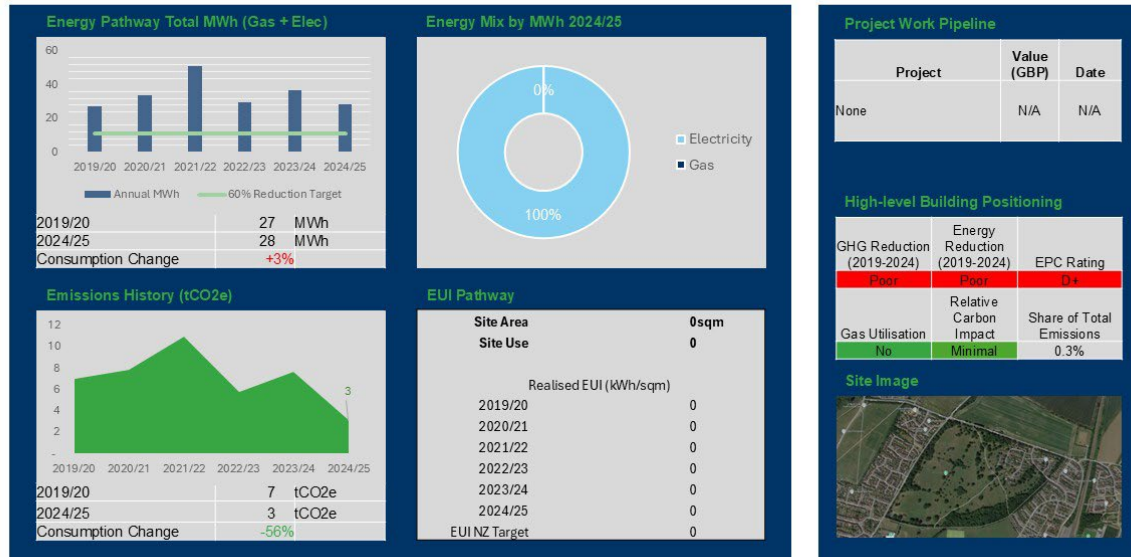 Energy Pathway Total MWh (Gas + Elec)
60
40
20
0
2019/20 2020/21 2021/22 2022/23 2023/24 2024/25
Annual MWh 60% Reduction Target
2019/20 27 MWh
2024/25 28 MWh
Consumption Change +3%
Energy Mix by MWh 2024/25
0%
100%
Electricity
Gas
Emissions History (tCO2e)
12
10
8
6
4
2
-
3
2019/20 2020/21 2021/22 2022/23 2023/24 2024/25
2019/20 7 tCO2e
2024/25 3 tCO2e
Consumption Change -56%
EUI Pathway
Site Area 0sqm
Site Use 0
Realised EUI (kWh/sqm)
2019/20 0
2020/21 0
2021/22 0
2022/23 0
2023/24 0
2024/25 0
EUI NZ Target 0
Project Work Pipeline
Project Value (GBP) Date
None N/A N/A
High-level Building Positioning
GHG Reduction (2019-2024) Energy Reduction (2019-2024) EPC Rating
Poor Poor D+
Gas Utilisation Relative Carbon Impact Share of Total Emissions
No Minimal 0.3%
Site Image